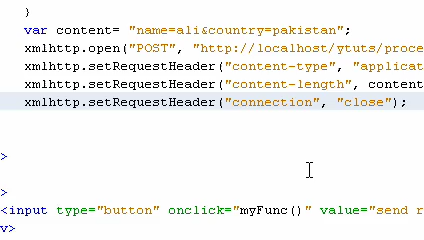 }
var content= "name=ali&country=pakistan";
xmlhttp.open("POST", "http://localhost/ytuts/proce
xmlhttp.setRequestHeader("content-type", "applicat
xmlhttp.setRequestHeader("content-length", content
xmlhttp.setRequestHeader("connection", "close");
>
>
<input type="button" onclick="myFunc()" value="send r
v>